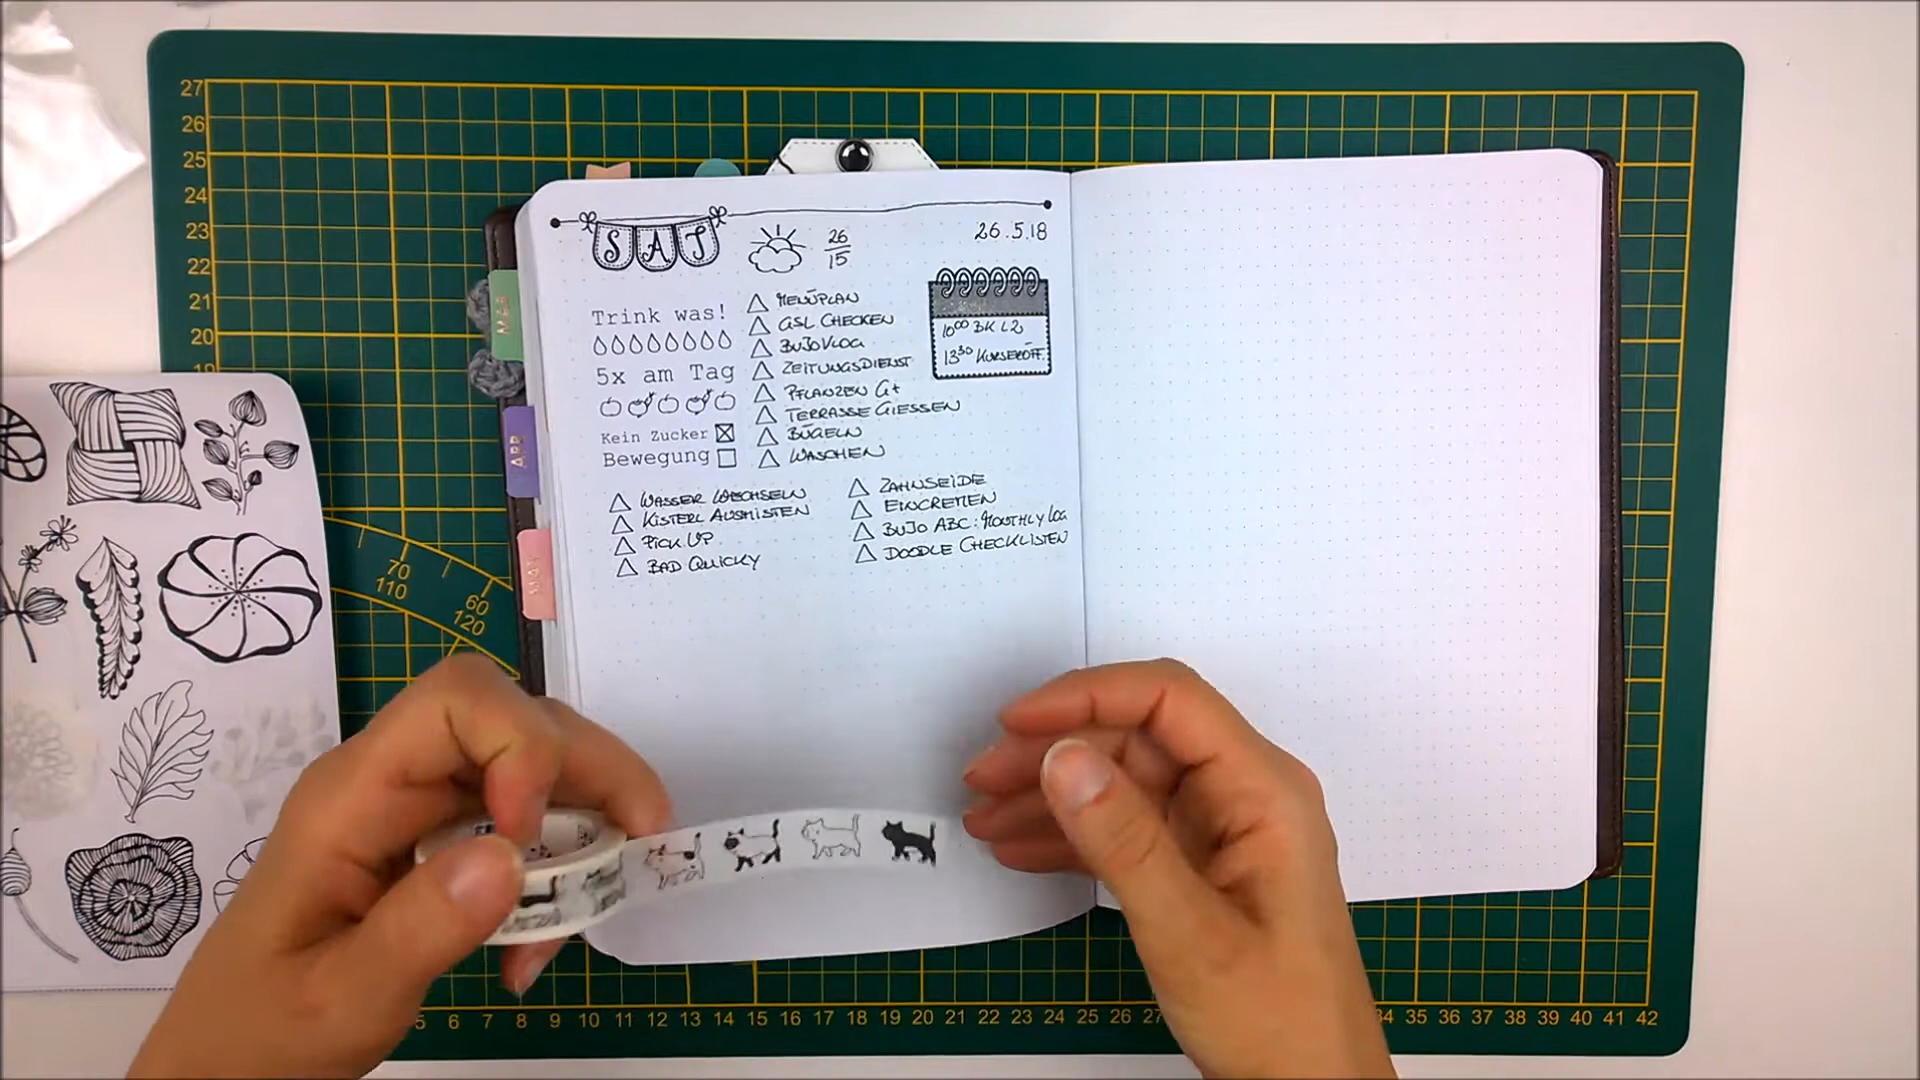 SAT
26
15
26.5.18
Trink was!
5x am Tag
Kein Zucker
Bewegung
MENÜPLAN
GSL CHECKEN
BUJO VLOG
ZEITUNGSDIENST
PFLANZEN G+
TERRASSE GIESSEN
BÜGELN
WASCHEN
10⁰⁰ BK L2
13³⁰ KURSERÖFF.
WASSER WECHSELN
KISTERL AUSMISTEN
PICK UP
BAD QUICKY
ZAHNSEIDE
EINCREMEN
BUJO ABC: MONTHLY LOG
DOODLE CHECKLISTEN
MAR
APR
MAY
27
26
25
24
23
22
21
20
19
70
110
60
120
5 6 7 8 9 10 11 12 13 14 15 16 17 18 19 20 21 22 23 24 25 26 27 34 35 36 37 38 39 40 41 42